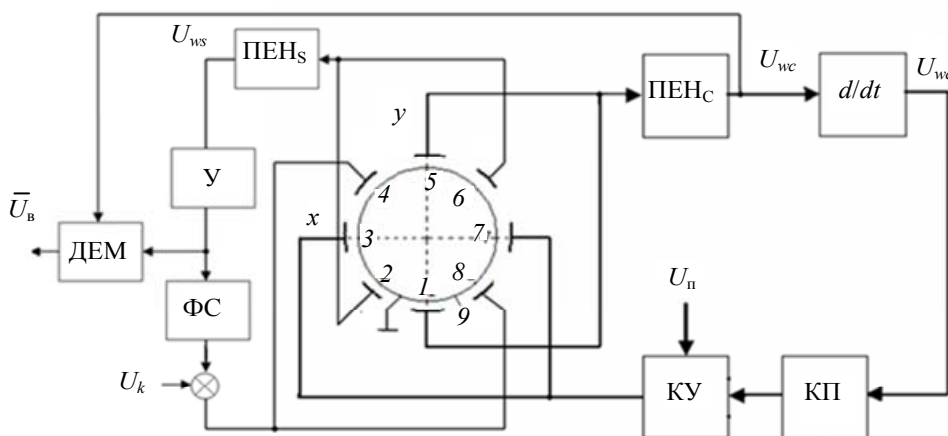 U_ws
ПЕН_S
y
ПЕН_C
U_wc
d/dt
U_wc
У
4
5
6
Ū_в
ДЕМ
x
3
7
ФС
2
1
8
9
U_п
U_k
КУ
КП